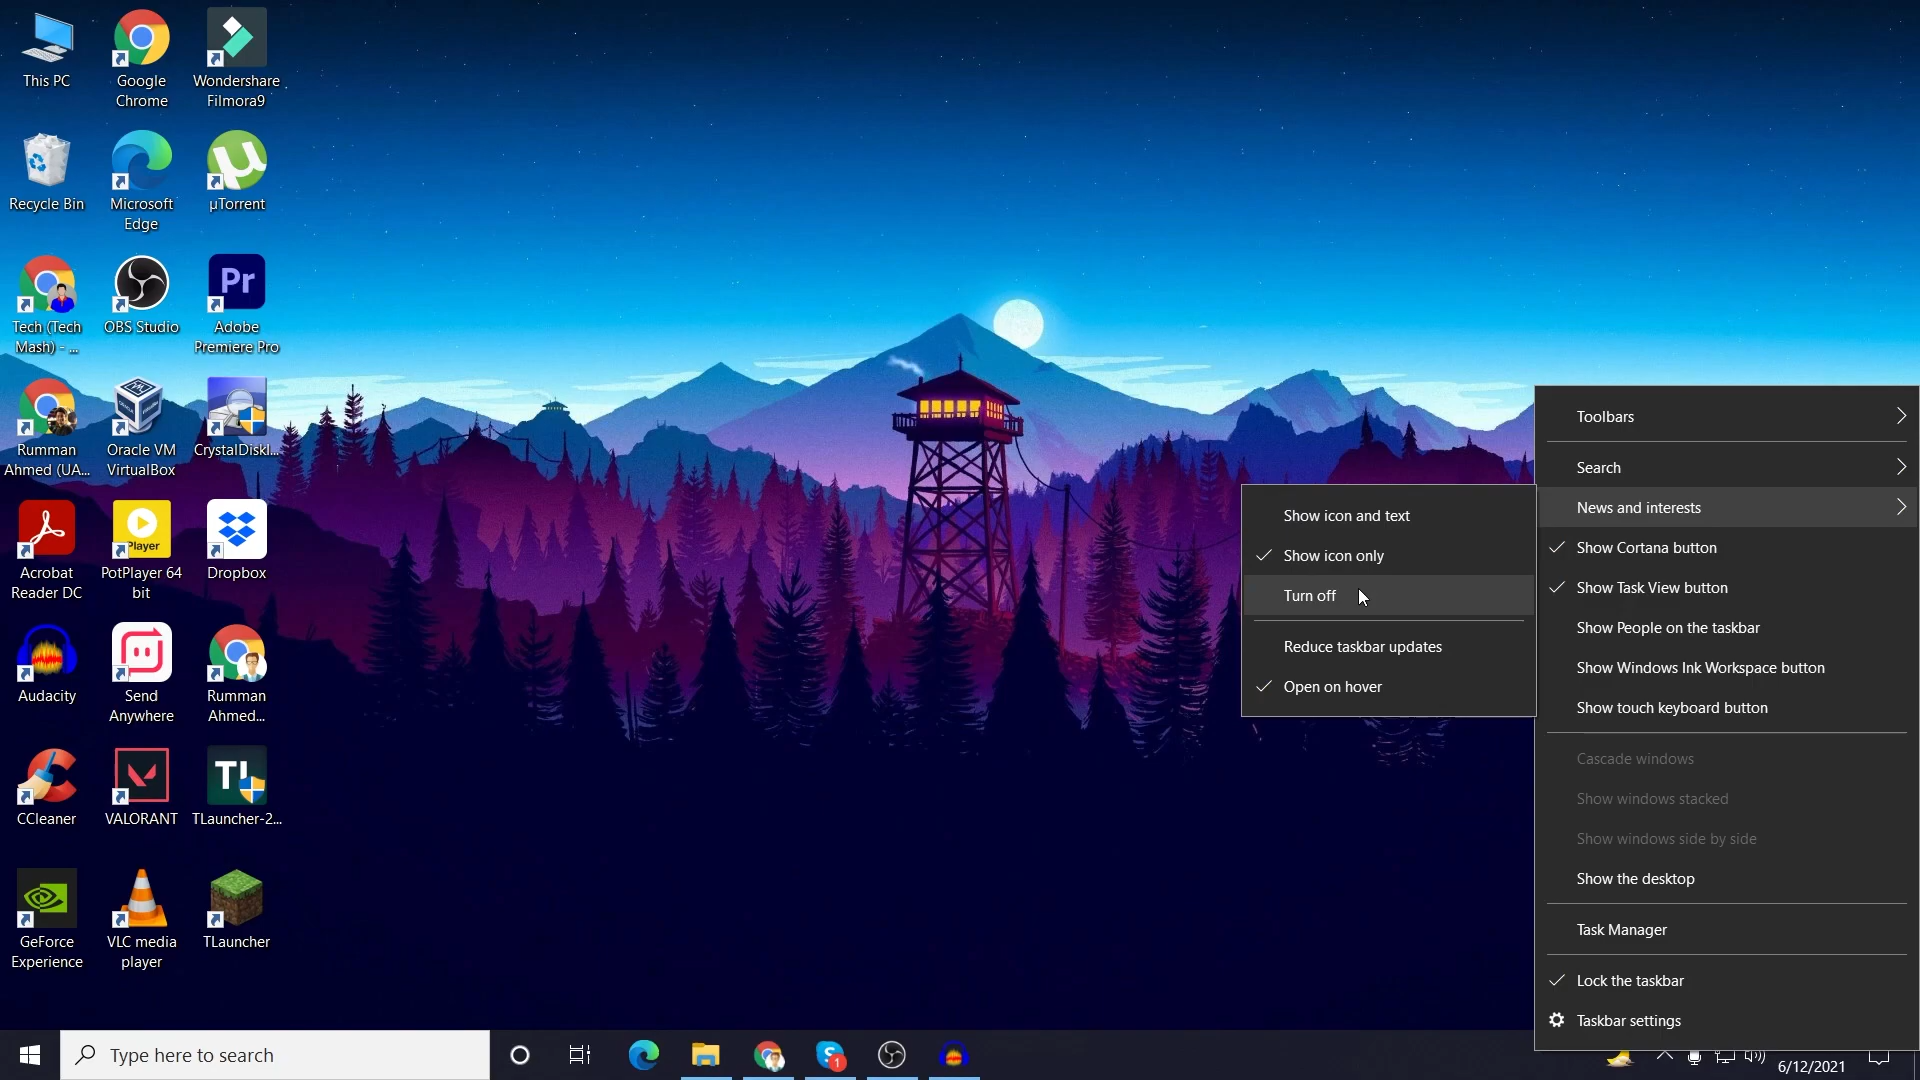 This PC
Google
Chrome
Wondershare
Filmora9
Recycle Bin
Microsoft
Edge
µ
µTorrent
Tech (Tech
Mash) - ...
OBS Studio
Pr
Adobe
Premiere Pro
Rumman
Ahmed (UA...
Oracle VM
VirtualBox
CrystalDiskI...
Acrobat
Reader DC
Player
PotPlayer 64
bit
Dropbox
Audacity
Send
Anywhere
Rumman
Ahmed...
CCleaner
VALORANT
TL
TLauncher-2...
GeForce
Experience
VLC media
player
TLauncher
Show icon and text
Show icon only
Turn off
Reduce taskbar updates
Open on hover
Toolbars
Search
News and interests
Show Cortana button
Show Task View button
Show People on the taskbar
Show Windows Ink Workspace button
Show touch keyboard button
Cascade windows
Show windows stacked
Show windows side by side
Show the desktop
Task Manager
Lock the taskbar
Taskbar settings
Type here to search
S
1
6/12/2021